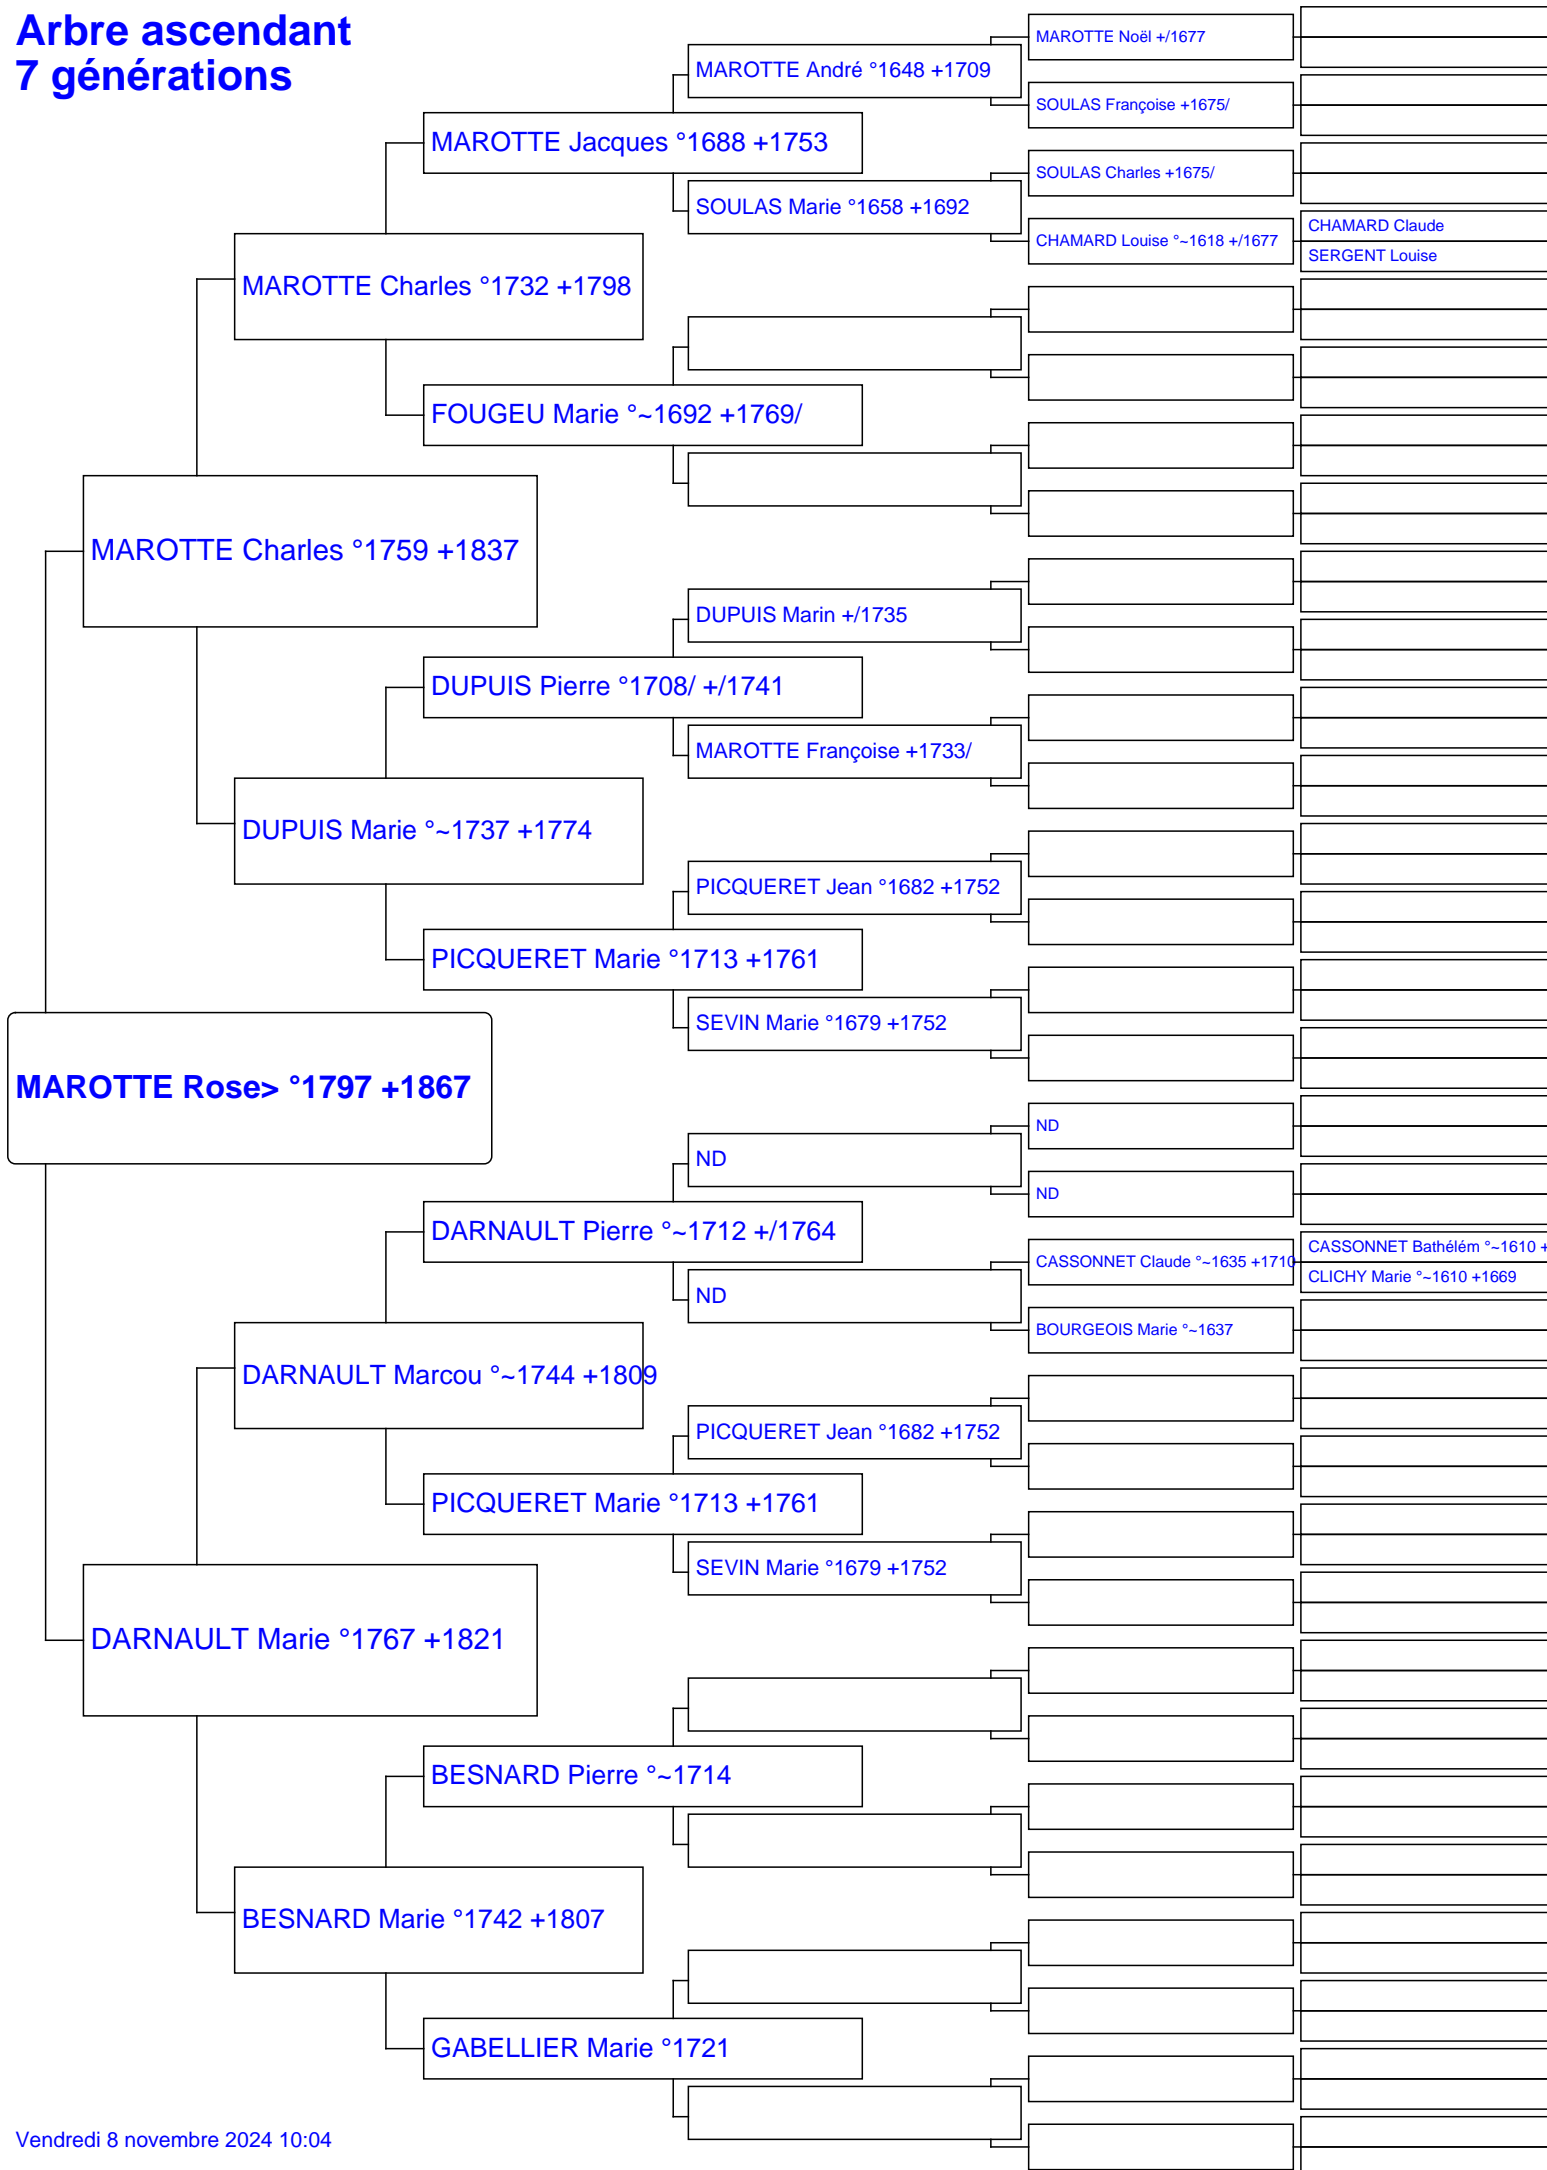 Arbre ascendant
7 générations
MAROTTE Noël +/1677
MAROTTE André °1648 +1709
SOULAS Françoise +1675/
MAROTTE Jacques °1688 +1753
SOULAS Charles +1675/
SOULAS Marie °1658 +1692
CHAMARD Claude
CHAMARD Louise °~1618 +/1677
SERGENT Louise
MAROTTE Charles °1732 +1798
FOUGEU Marie °~1692 +1769/
MAROTTE Charles °1759 +1837
DUPUIS Marin +/1735
DUPUIS Pierre °1708/ +/1741
MAROTTE Françoise +1733/
DUPUIS Marie °~1737 +1774
PICQUERET Jean °1682 +1752
PICQUERET Marie °1713 +1761
SEVIN Marie °1679 +1752
MAROTTE Rose> °1797 +1867
ND
ND
ND
DARNAULT Pierre °~1712 +/1764
CASSONNET Bathélém °~1610 +
CASSONNET Claude °~1635 +1710
CLICHY Marie °~1610 +1669
ND
BOURGEOIS Marie °~1637
DARNAULT Marcou °~1744 +1809
PICQUERET Jean °1682 +1752
PICQUERET Marie °1713 +1761
SEVIN Marie °1679 +1752
DARNAULT Marie °1767 +1821
BESNARD Pierre °~1714
BESNARD Marie °1742 +1807
GABELLIER Marie °1721
Vendredi 8 novembre 2024 10:04